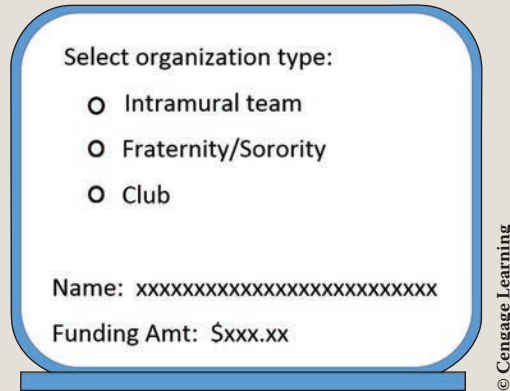 Select organization type:
Intramural team
Fraternity/Sorority
Club
Name: xxxxxxxxxxxxxxxxxxxxxxxxxx
Funding Amt: $xxx.xx
© Cengage Learning